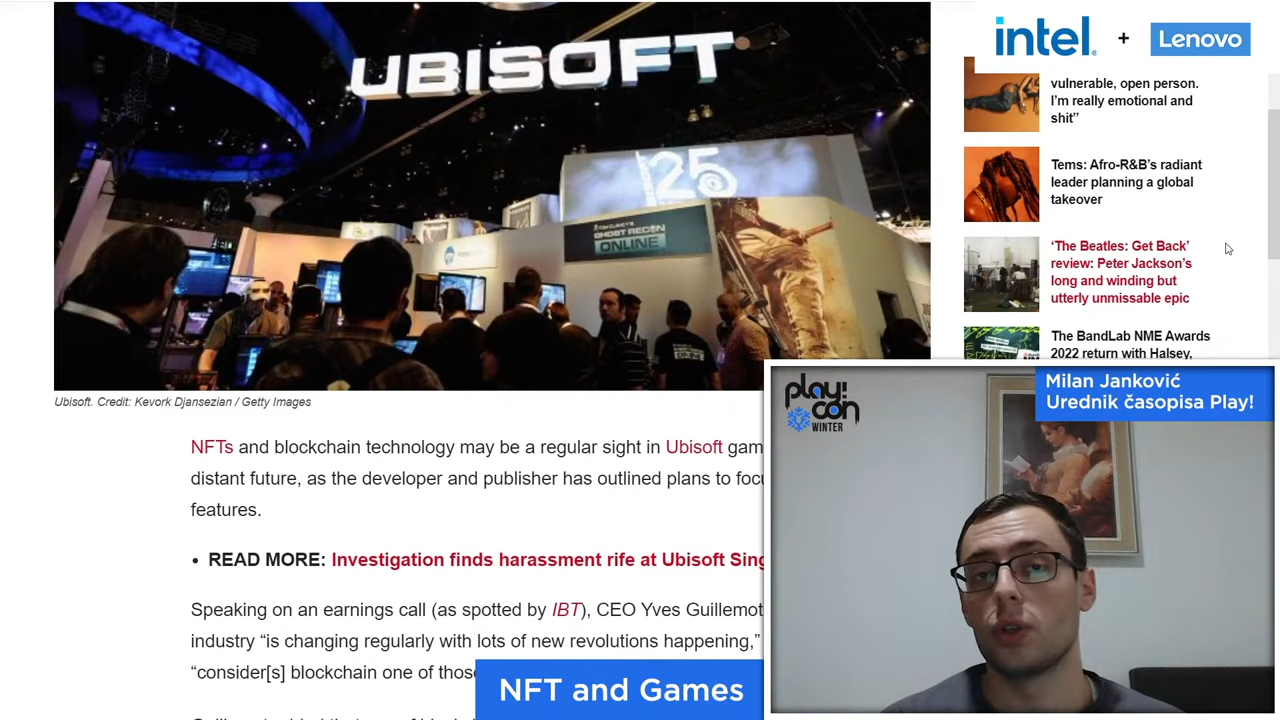 UBISOFT
25
TOM CLANCY'S
GHOST RECON
ONLINE
intel
+
Lenovo
vulnerable, open person.
I’m really emotional and
shit”
Tems: Afro-R&B’s radiant
leader planning a global
takeover
‘The Beatles: Get Back’
review: Peter Jackson’s
long and winding but
utterly unmissable epic
The BandLab NME Awards
2022 return with Halsey,
Ubisoft. Credit: Kevork Djansezian / Getty Images
NFTs and blockchain technology may be a regular sight in Ubisoft gam
distant future, as the developer and publisher has outlined plans to focu
features.
• READ MORE: Investigation finds harassment rife at Ubisoft Sing
Speaking on an earnings call (as spotted by IBT), CEO Yves Guillemot
industry “is changing regularly with lots of new revolutions happening,”
“consider[s] blockchain one of those
play!
con
WINTER
Milan Janković
Urednik časopisa Play!
NFT and Games